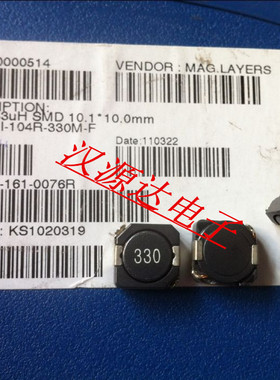 0000514
VENDOR : MAG.LAYERS
IPTION:
3uH SMD 10.1*10.0mm
I-104R-330M-F
Date:110322
-161-0076R
: KS1020319
汉源达电子
330